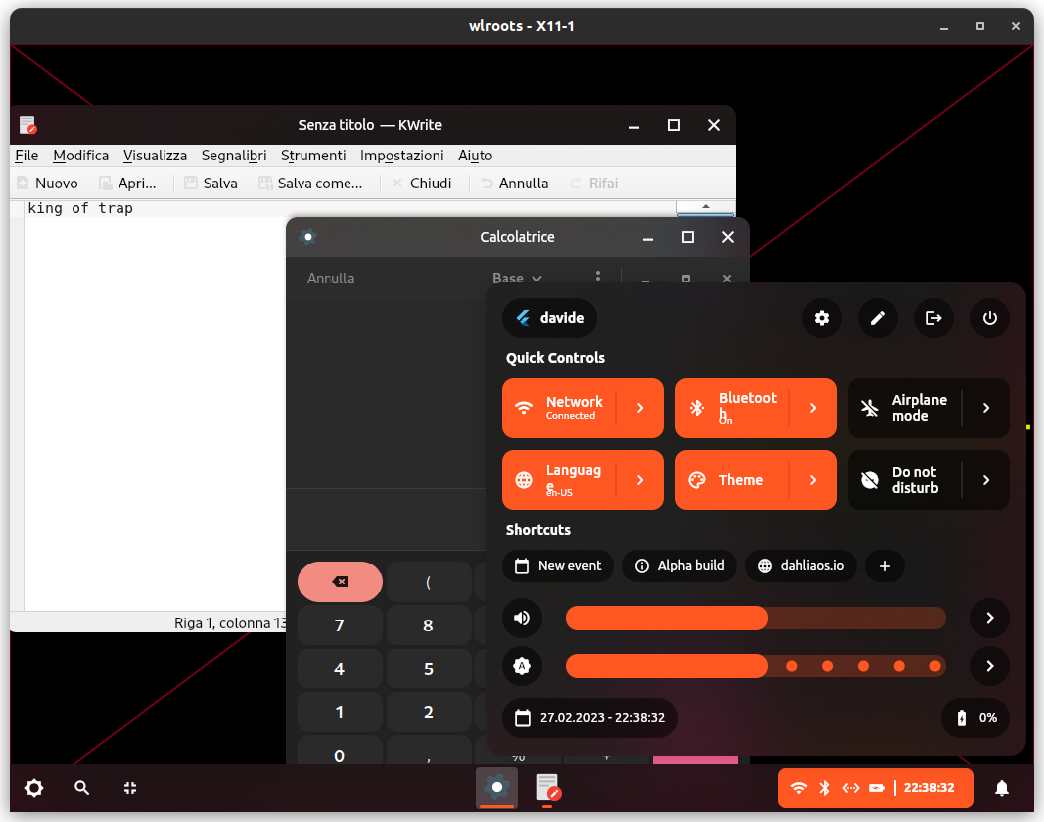 wlroots - X11-1
Senza titolo — KWrite
File Modifica Visualizza Segnalibri Strumenti Impostazioni Aiuto
Nuovo Apri... Salva Salva come... Chiudi Annulla Rifai
king of trap
Calcolatrice
Annulla Base
davide
Quick Controls
Network
Connected
Bluetoot
h
On
Airplane
mode
Languag
e
en-US
Theme
Do not
disturb
Shortcuts
New event Alpha build dahliaos.io +
(
Riga 1, colonna 13
7 8
4 5
A
1 2
27.02.2023 - 22:38:32 0%
0 , % +
22:38:32